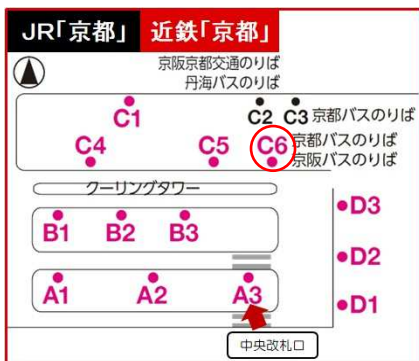 JR「京都」 近鉄「京都」
京阪京都交通のりば
丹海バスのりば
C1
C2 C3 京都バスのりば
C4 C5 C6 京都バスのりば
京阪バスのりば
クーリングタワー
D3
B1 B2 B3
D2
A1 A2 A3
D1
中央改札口